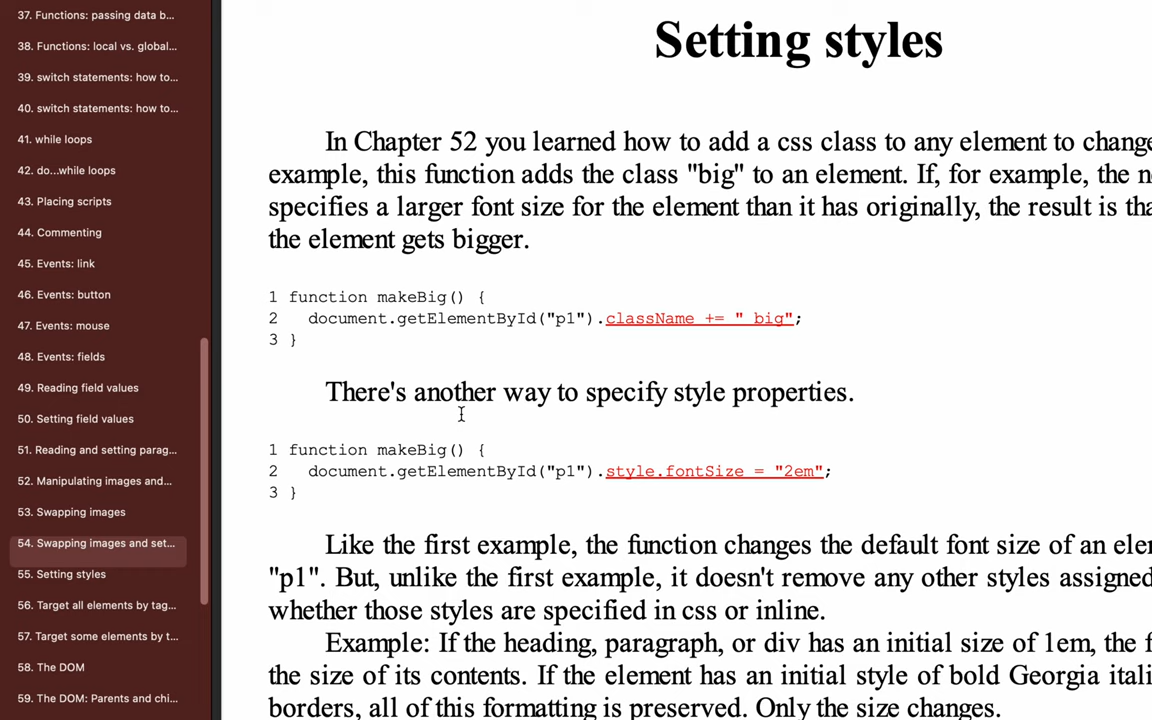 37. Functions: passing data b...
38. Functions: local vs. global...
39. switch statements: how to...
40. switch statements: how to...
41. while loops
42. do...while loops
43. Placing scripts
44. Commenting
45. Events: link
46. Events: button
47. Events: mouse
48. Events: fields
49. Reading field values
50. Setting field values
51. Reading and setting parag...
52. Manipulating images and...
53. Swapping images
54. Swapping images and set...
55. Setting styles
56. Target all elements by tag...
57. Target some elements by t...
58. The DOM
59. The DOM: Parents and chi...
Setting styles
In Chapter 52 you learned how to add a css class to any element to change
example, this function adds the class "big" to an element. If, for example, the
specifies a larger font size for the element than it has originally, the result is
the element gets bigger.
1 function makeBig() {
2 document.getElementById("p1").className += " big";
3 }
There's another way to specify style properties.
1 function makeBig() {
2 document.getElementById("p1").style.fontSize = "2em";
3 }
Like the first example, the function changes the default font size of an
"p1". But, unlike the first example, it doesn't remove any other styles assigned
whether those styles are specified in css or inline.
Example: If the heading, paragraph, or div has an initial size of 1em, the
the size of its contents. If the element has an initial style of bold Georgia
borders, all of this formatting is preserved. Only the size changes.